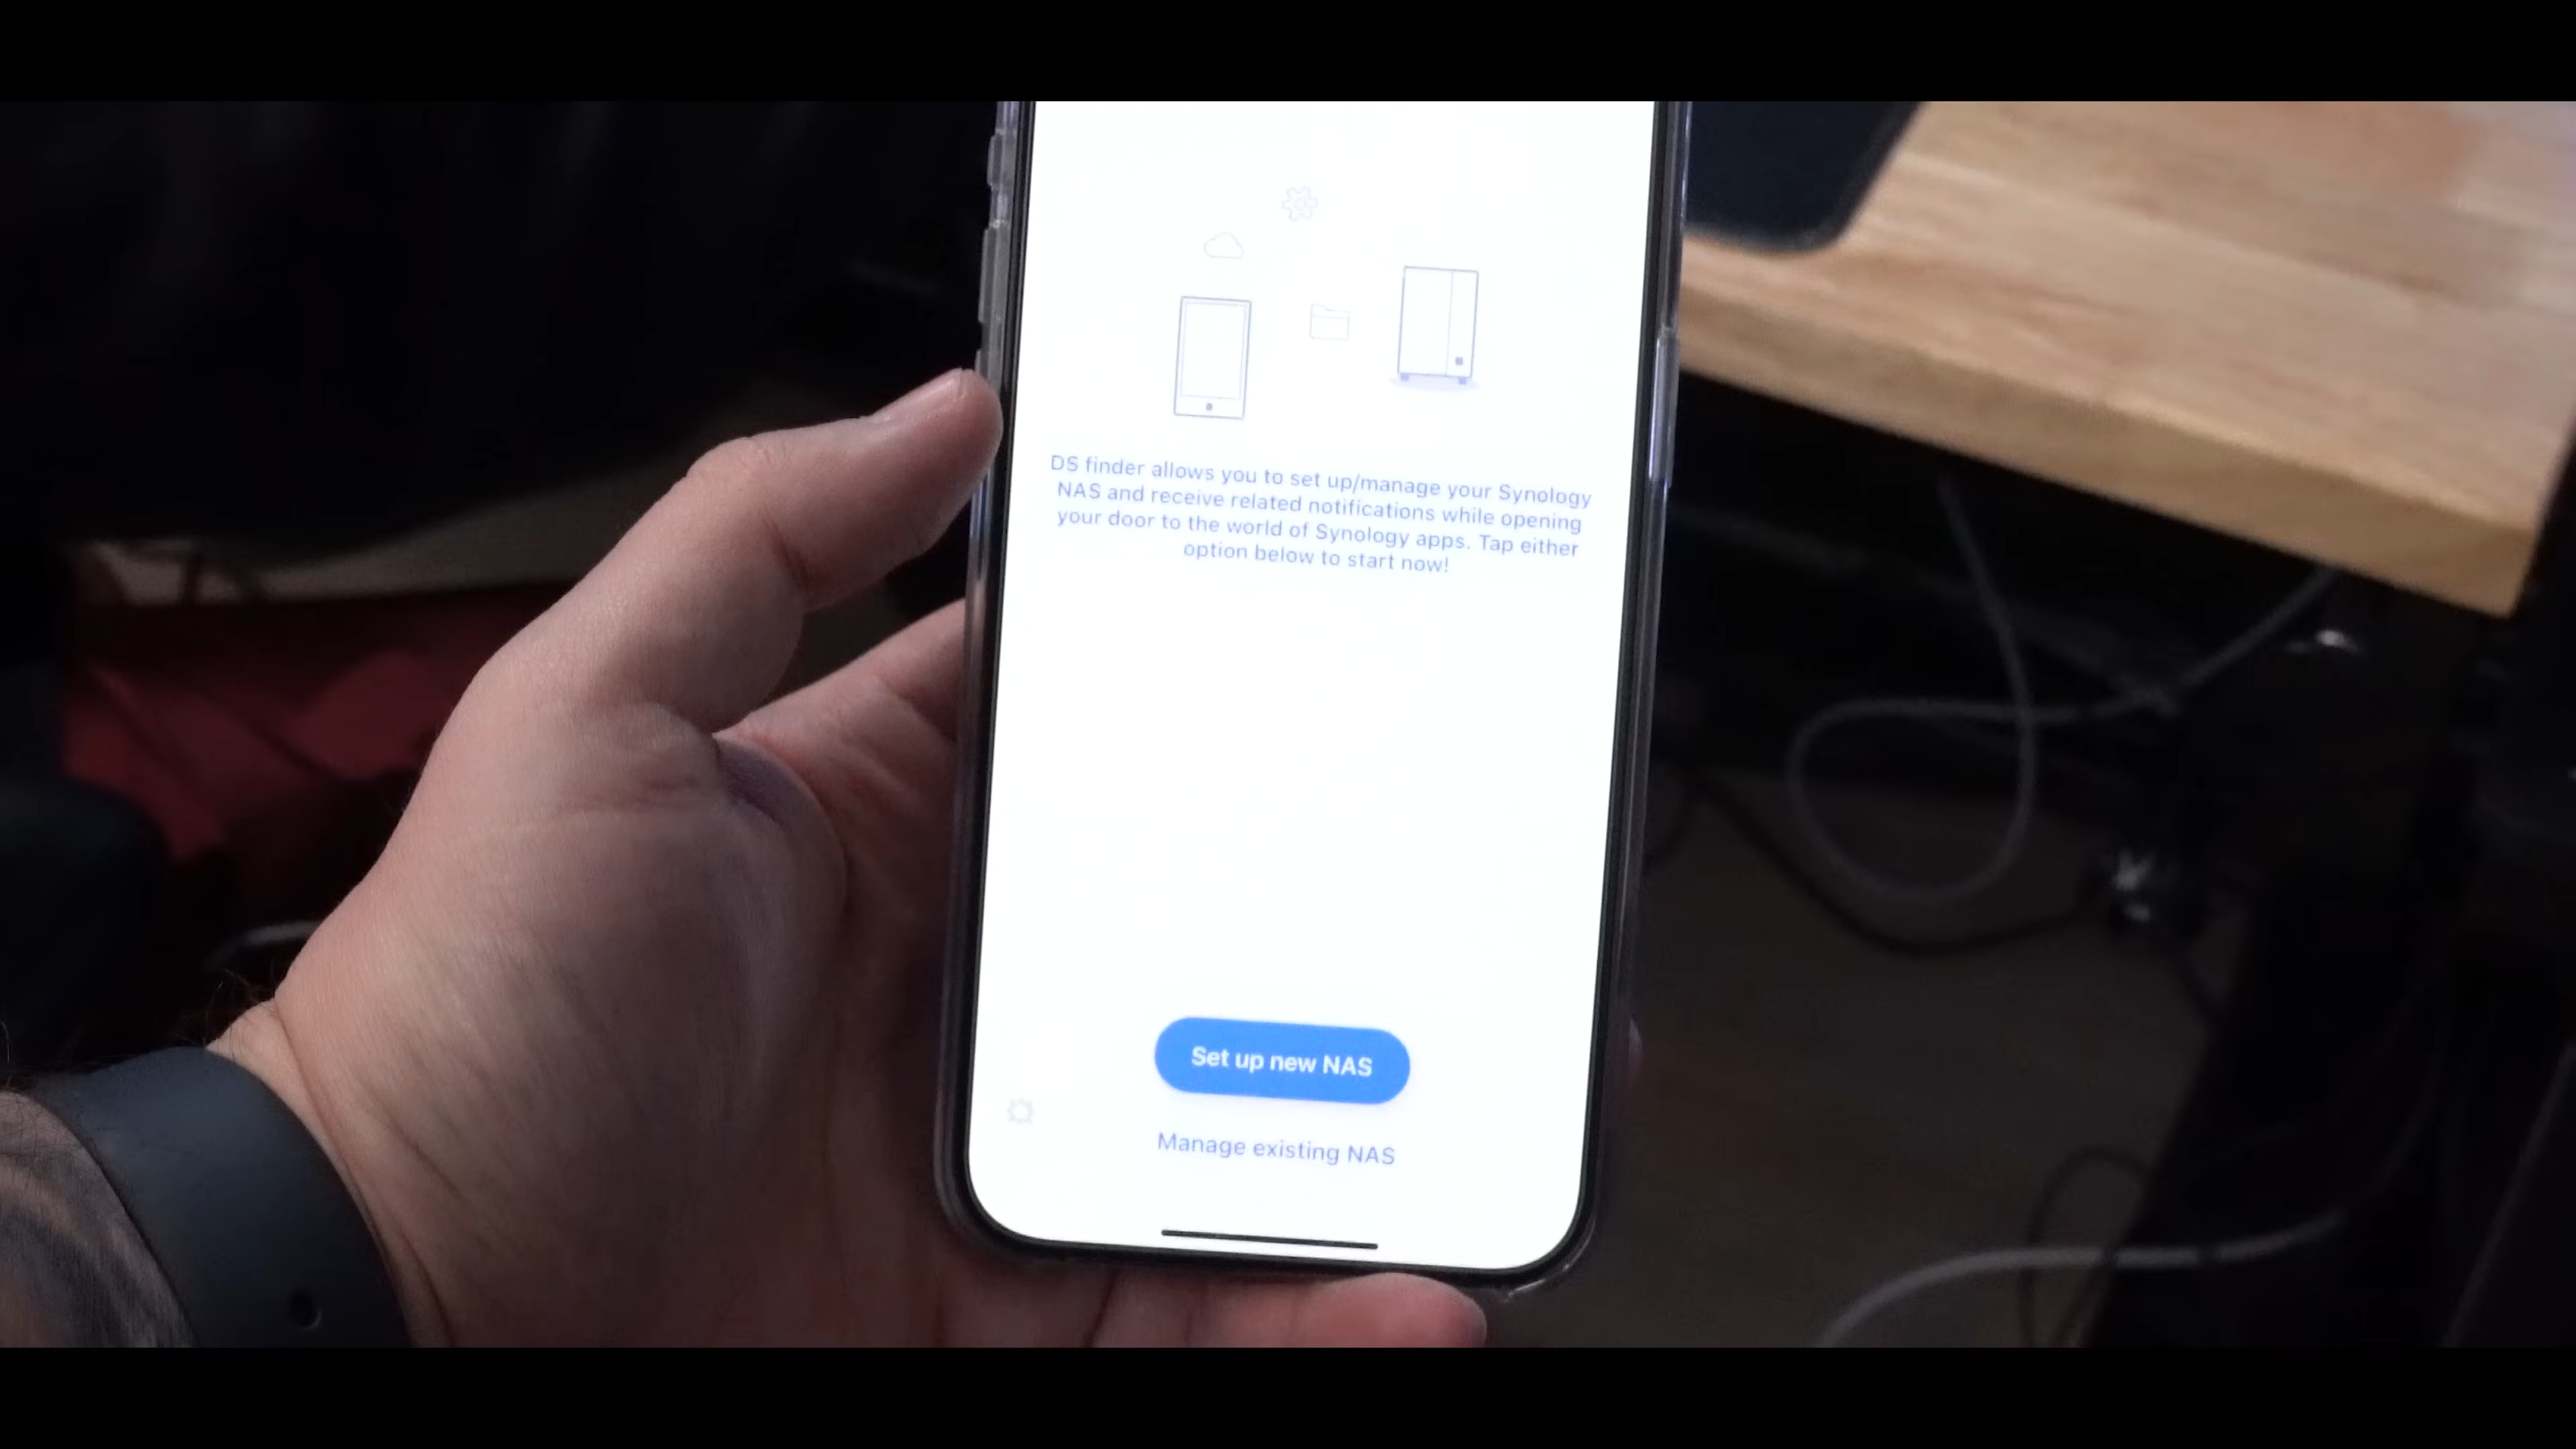 DS finder allows you to set up/manage your Synology
NAS and receive related notifications while opening
your door to the world of Synology apps. Tap either
option below to start now!
Set up new NAS
Manage existing NAS